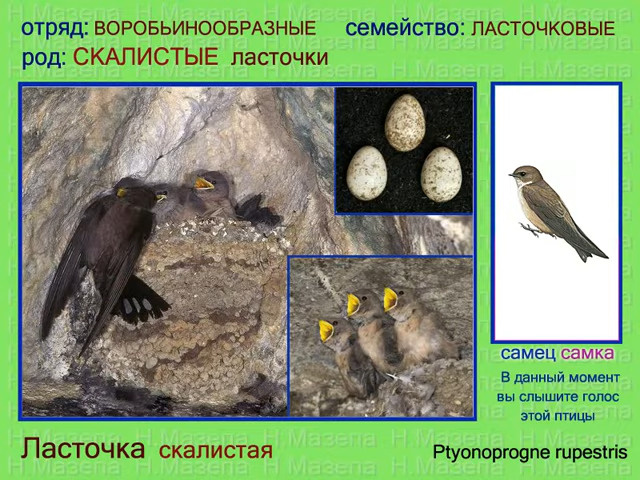 отряд: ВОРОБЬИНООБРАЗНЫЕ семейство: ЛАСТОЧКОВЫЕ
род: СКАЛИСТЫЕ ласточки
самец самка
В данный момент
вы слышите голос
этой птицы
Ласточка скалистая Ptyonoprogne rupestris
Н.Мазепа